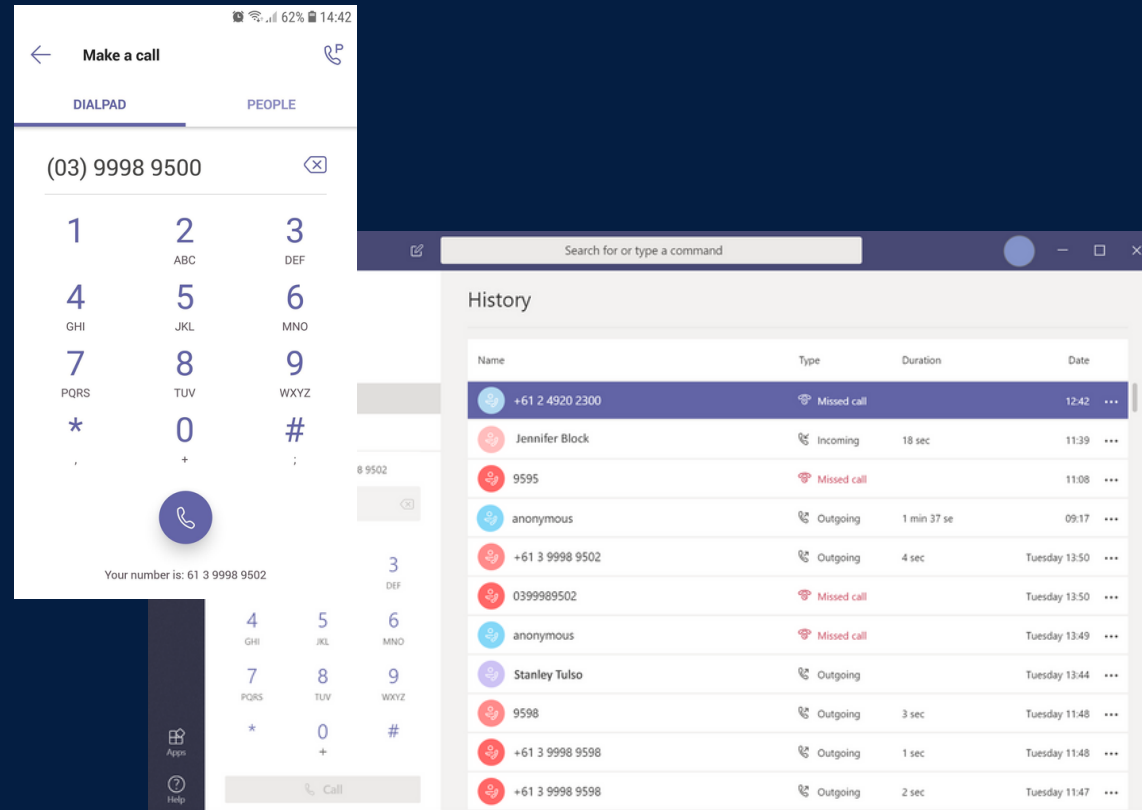 62% 14:42
Make a call
P
DIALPAD PEOPLE
(03) 9998 9500
1 2 3
ABC DEF
4 5 6
GHI JKL MNO
7 8 9
PQRS TUV WXYZ
* 0 #
, + ;
Your number is: 61 3 9998 9502
Search for or type a command
8 9502
3
DEF
4 5 6
GHI JKL MNO
7 8 9
PQRS TUV WXYZ
* 0 #
+
Call
Apps
Help
History
Name Type Duration Date
+61 2 4920 2300 Missed call 12:42 ...
Jennifer Block Incoming 18 sec 11:39 ...
9595 Missed call 11:08 ...
anonymous Outgoing 1 min 37 se 09:17 ...
+61 3 9998 9502 Outgoing 4 sec Tuesday 13:50 ...
0399989502 Missed call Tuesday 13:50 ...
anonymous Missed call Tuesday 13:49 ...
Stanley Tulso Outgoing Tuesday 13:44 ...
9598 Outgoing 3 sec Tuesday 11:48 ...
+61 3 9998 9598 Outgoing 1 sec Tuesday 11:48 ...
+61 3 9998 9598 Outgoing 2 sec Tuesday 11:47 ...